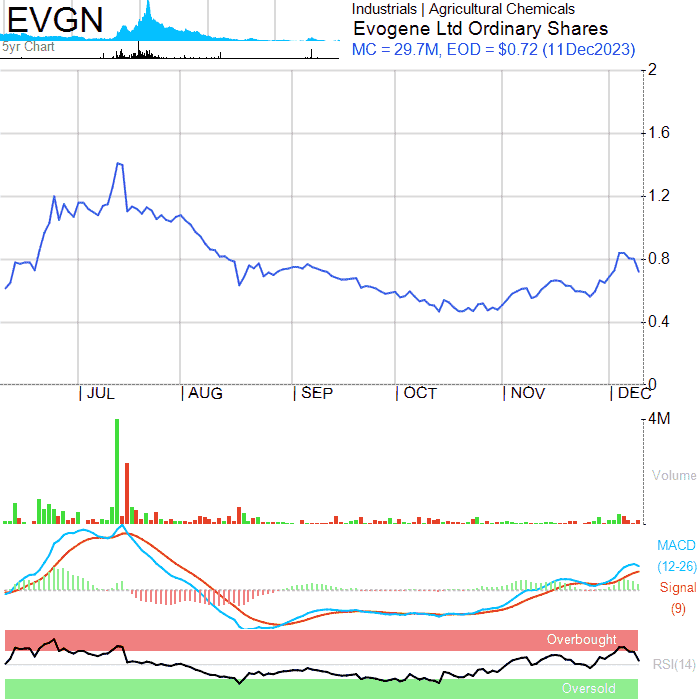 EVGN
5yr Chart
Industrials | Agricultural Chemicals
Evogene Ltd Ordinary Shares
MC = 29.7M, EOD = $0.72 (11Dec2023)
2
1.6
1.2
0.8
0.4
0
| JUL | AUG | SEP | OCT | NOV | DEC
4M
Volume
MACD
(12-26)
Signal
(9)
Overbought
RSI(14)
Oversold